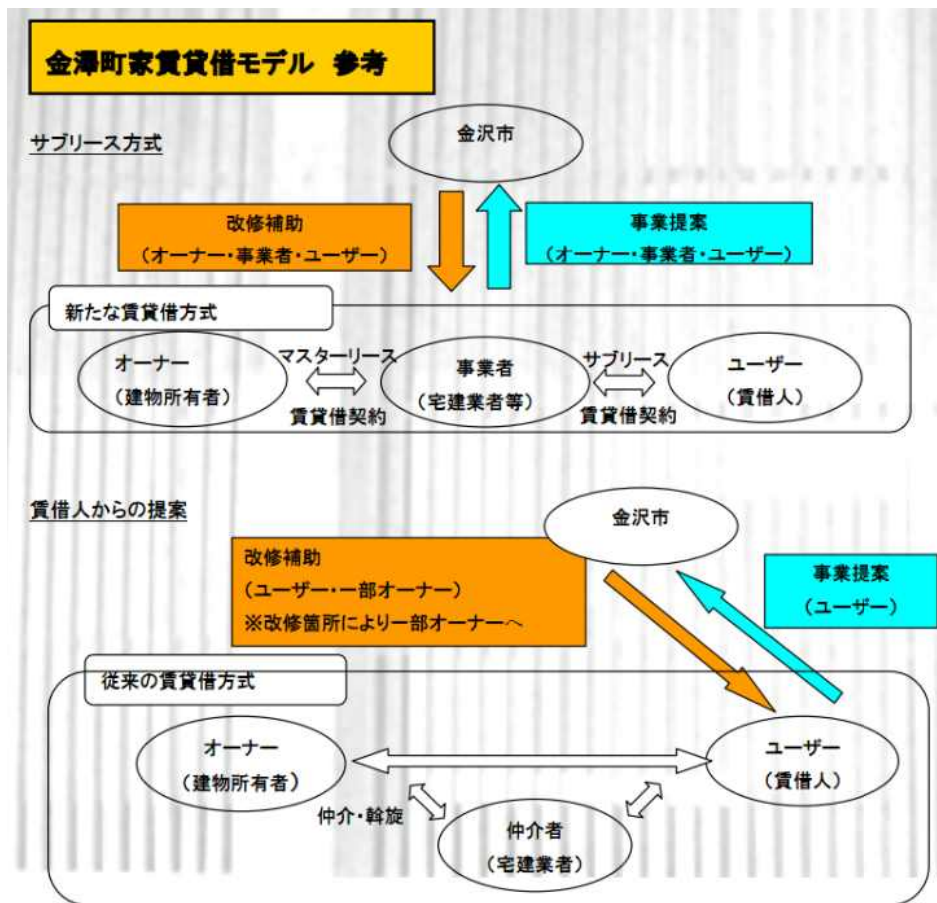 金澤町家賃貸借モデル 参考
サブリース方式
金沢市
改修補助
（オーナー・事業者・ユーザー）
事業提案
（オーナー・事業者・ユーザー）
新たな賃貸借方式
オーナー
（建物所有者）
マスターリース
賃貸借契約
事業者
（宅建業者等）
サブリース
賃貸借契約
ユーザー
（賃借人）
賃借人からの提案
金沢市
改修補助
（ユーザー・一部オーナー）
※改修箇所により一部オーナーへ
事業提案
（ユーザー）
従来の賃貸借方式
オーナー
（建物所有者）
ユーザー
（賃借人）
仲介・斡旋
仲介者
（宅建業者）